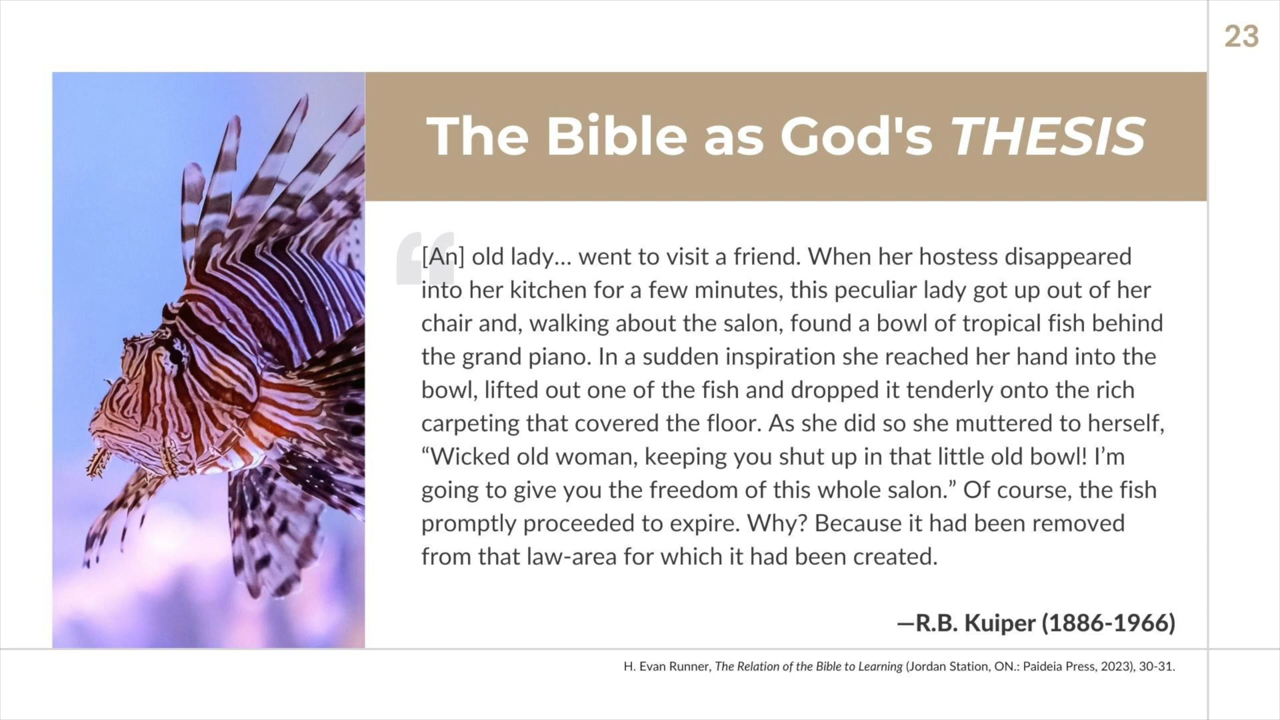 23
The Bible as God's THESIS
“
[An] old lady… went to visit a friend. When her hostess disappeared
into her kitchen for a few minutes, this peculiar lady got up out of her
chair and, walking about the salon, found a bowl of tropical fish behind
the grand piano. In a sudden inspiration she reached her hand into the
bowl, lifted out one of the fish and dropped it tenderly onto the rich
carpeting that covered the floor. As she did so she muttered to herself,
“Wicked old woman, keeping you shut up in that little old bowl! I’m
going to give you the freedom of this whole salon.” Of course, the fish
promptly proceeded to expire. Why? Because it had been removed
from that law-area for which it had been created.
—R.B. Kuiper (1886-1966)
H. Evan Runner, The Relation of the Bible to Learning (Jordan Station, ON.: Paideia Press, 2023), 30-31.